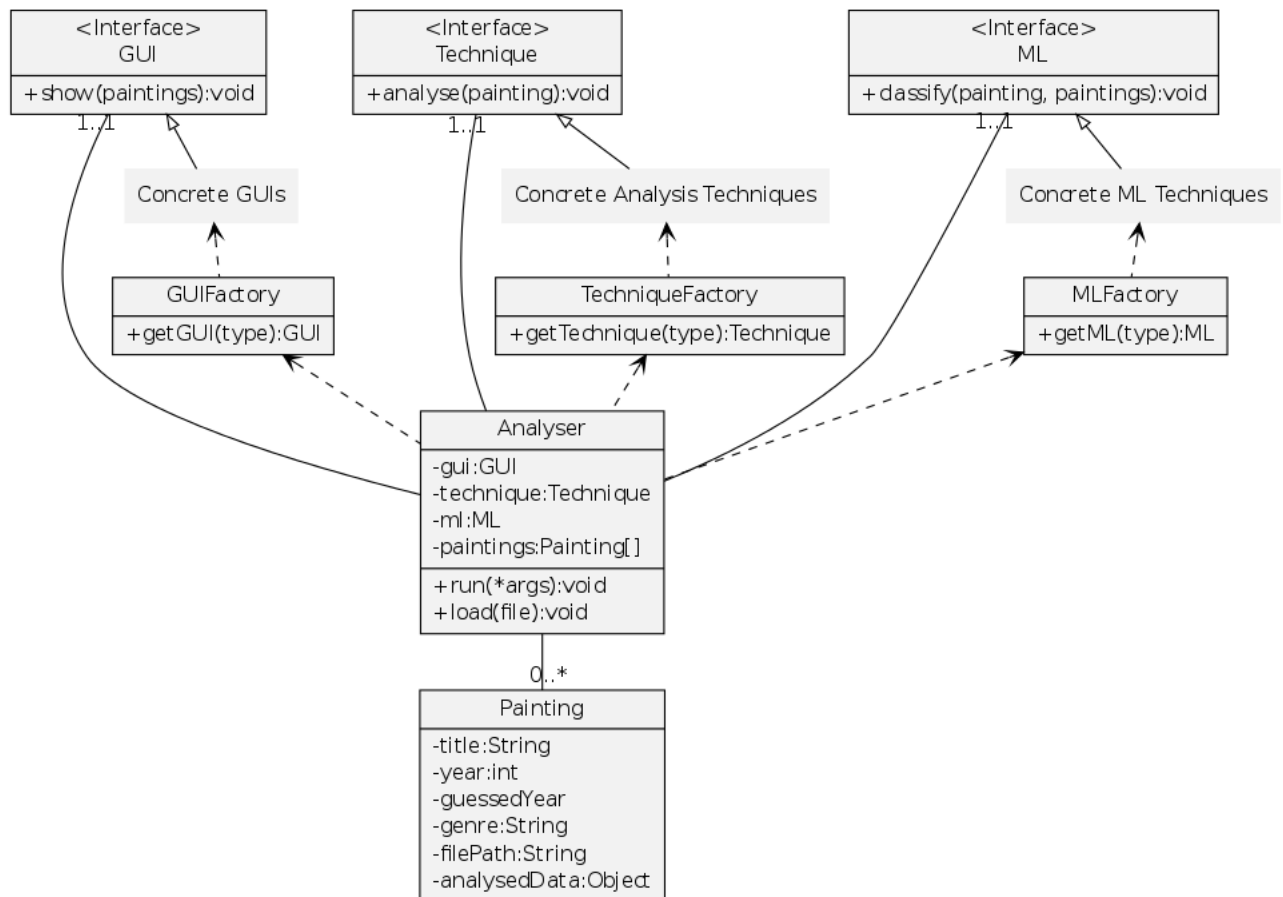 <Interface>
GUI
+show(paintings):void
<Interface>
Technique
+analyse(painting):void
<Interface>
ML
+classify(painting, paintings):void
1..1
1..1
1..1
Concrete GUIs
Concrete Analysis Techniques
Concrete ML Techniques
GUIFactory
+getGUI(type):GUI
TechniqueFactory
+getTechnique(type):Technique
MLFactory
+getML(type):ML
Analyser
-gui:GUI
-technique:Technique
-ml:ML
-paintings:Painting[]
+run(*args):void
+load(file):void
0..*
Painting
-title:String
-year:int
-guessedYear
-genre:String
-filePath:String
-analysedData:Object